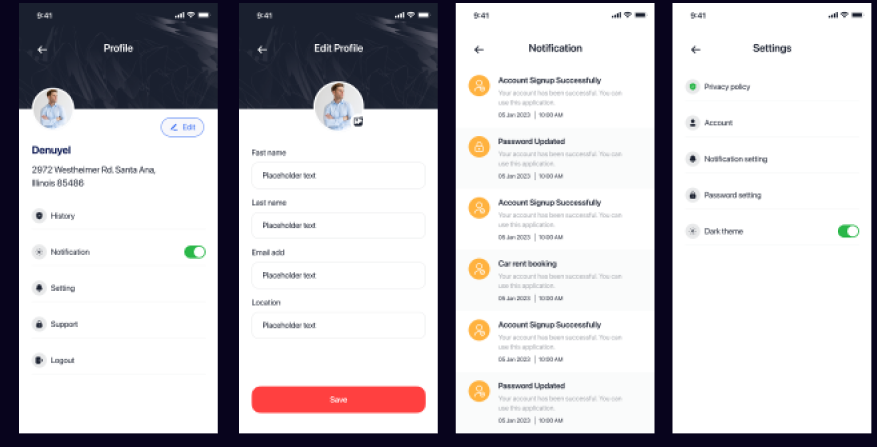 9:41
Profile
Edit
Denuyel
2972 Westheimer Rd. Santa Ana,
Illinois 85486
History
Notification
Setting
Support
Logout
9:41
Edit Profile
Fast name
Placeholder text
Last name
Placeholder text
Email add
Placeholder text
Location
Placeholder text
Save
9:41
Notification
Account Signup Successfully
Your account has been successful. You can
use this application.
05 Jan 2023 | 10:00 AM
Password Updated
Your account has been successful. You can
use this application.
05 Jan 2023 | 10:00 AM
Account Signup Successfully
Your account has been successful. You can
use this application.
05 Jan 2023 | 10:00 AM
Car rent booking
Your account has been successful. You can
use this application.
05 Jan 2023 | 10:00 AM
Account Signup Successfully
Your account has been successful. You can
use this application.
05 Jan 2023 | 10:00 AM
Password Updated
Your account has been successful. You can
use this application.
05 Jan 2023 | 10:00 AM
9:41
Settings
Privacy policy
Account
Notification setting
Password setting
Dark theme